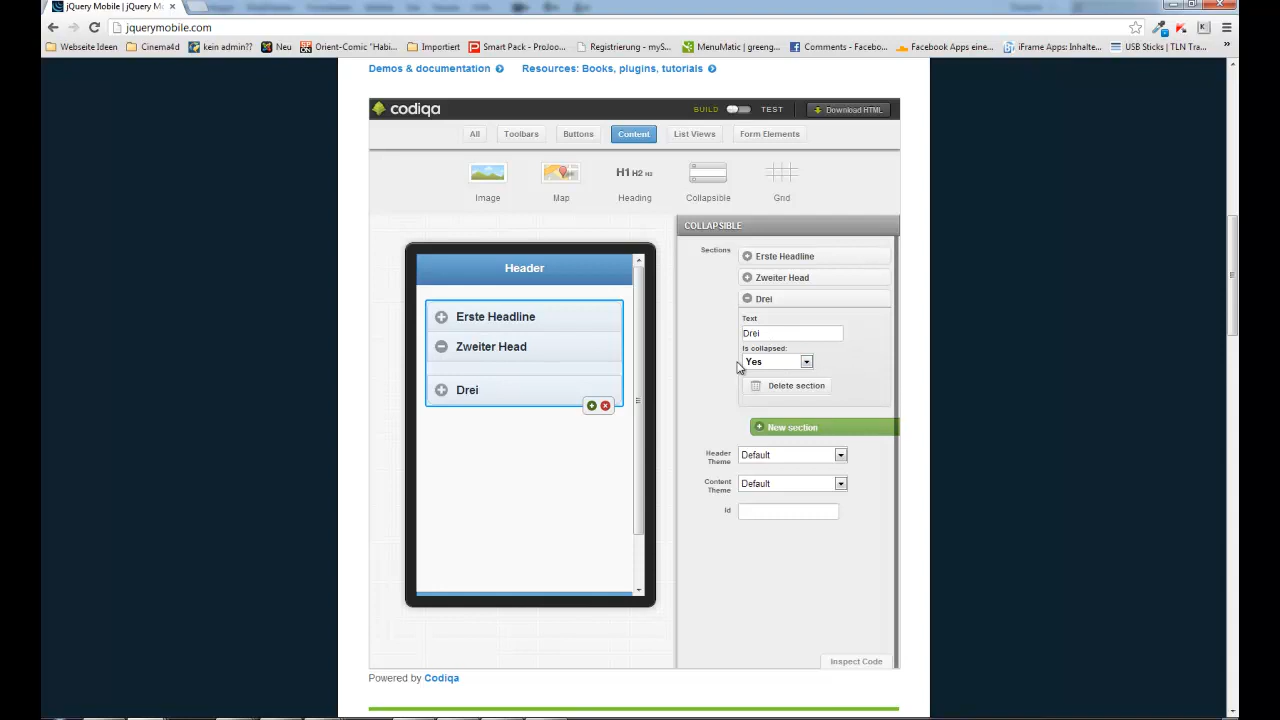 jQuery Mobile | jQuery Mo
jquerymobile.com
Webseite Ideen
Cinema4d
kein admin??
Neu
Orient-Comic "Habi...
Importiert
Smart Pack - ProJoo...
Registrierung - myS...
MenuMatic | greeng...
Comments - Facebo...
Facebook Apps eine...
iFrame Apps: Inhalte...
USB Sticks | TLN Tra...
Demos & documentation
Resources: Books, plugins, tutorials
codiqa
BUILD
TEST
Download HTML
All
Toolbars
Buttons
Content
List Views
Form Elements
H1 H2 H3
Image
Map
Heading
Collapsible
Grid
COLLAPSIBLE
Header
Erste Headline
Zweiter Head
Drei
Sections
Erste Headline
Zweiter Head
Drei
Text
Drei
Is collapsed:
Yes
Delete section
New section
Header
Theme
Default
Content
Theme
Default
Id
Inspect Code
Powered by Codiqa